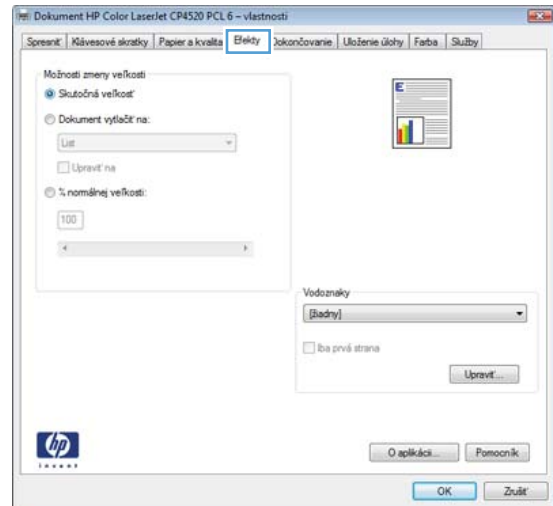 Dokument HP Color LaserJet CP4520 PCL 6 – vlastnosti
Spresniť Klávesové skratky Papier a kvalita Efekty Dokončovanie Uloženie úlohy Farba Služby
Možnosti zmeny veľkosti
Skutočná veľkosť
Dokument vytlačiť na:
List
Upraviť na
% normálnej veľkosti:
100
E
Vodoznaky
[žiadny]
Iba prvá strana
Upraviť...
hp
invent
O aplikácii... Pomocník
OK Zrušiť